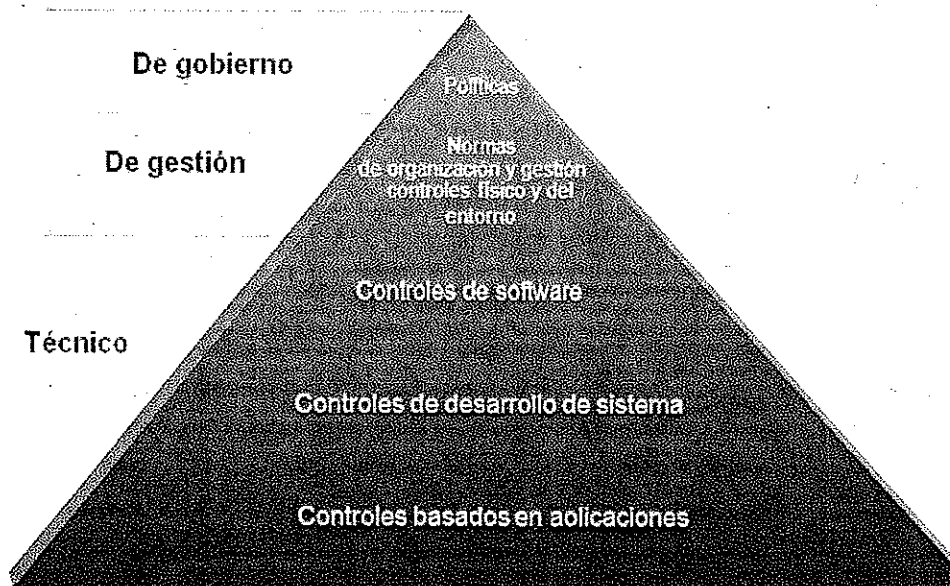 De gobierno
Políticas
De gestión
Normas
de organización y gestión
controles físico y del
entorno
Controles de software
Técnico
Controles de desarrollo de sistema
Controles basados en aplicaciones